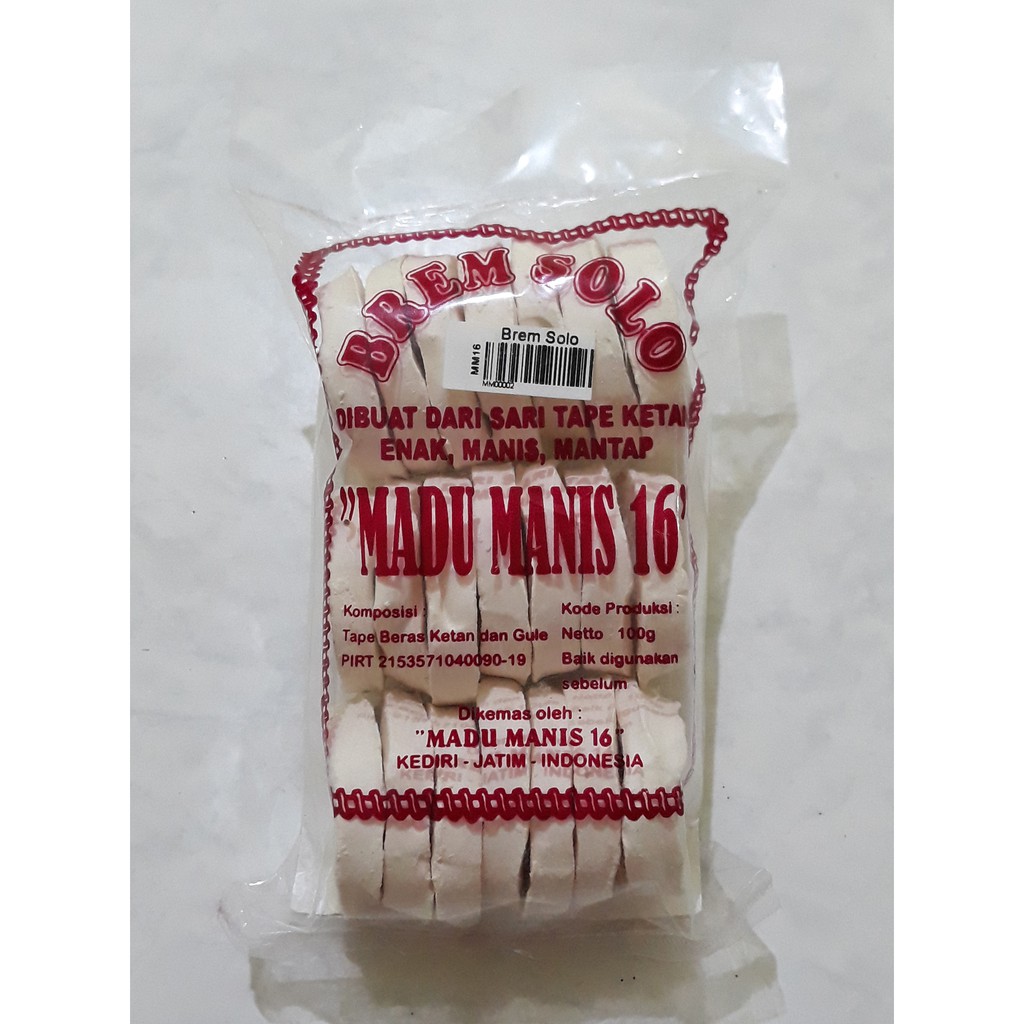 BREM SOLO
Brem Solo
MM16
MM00002
DIBUAT DARI SARI TAPE KETAN
ENAK, MANIS, MANTAP
"MADU MANIS 16"
Komposisi :
Tape Beras Ketan dan Gule
PIRT 2153571040090-19
Kode Produksi :
Netto 100g
Baik digunakan
sebelum
Dikemas oleh :
"MADU MANIS 16"
KEDIRI - JATIM - INDONESIA